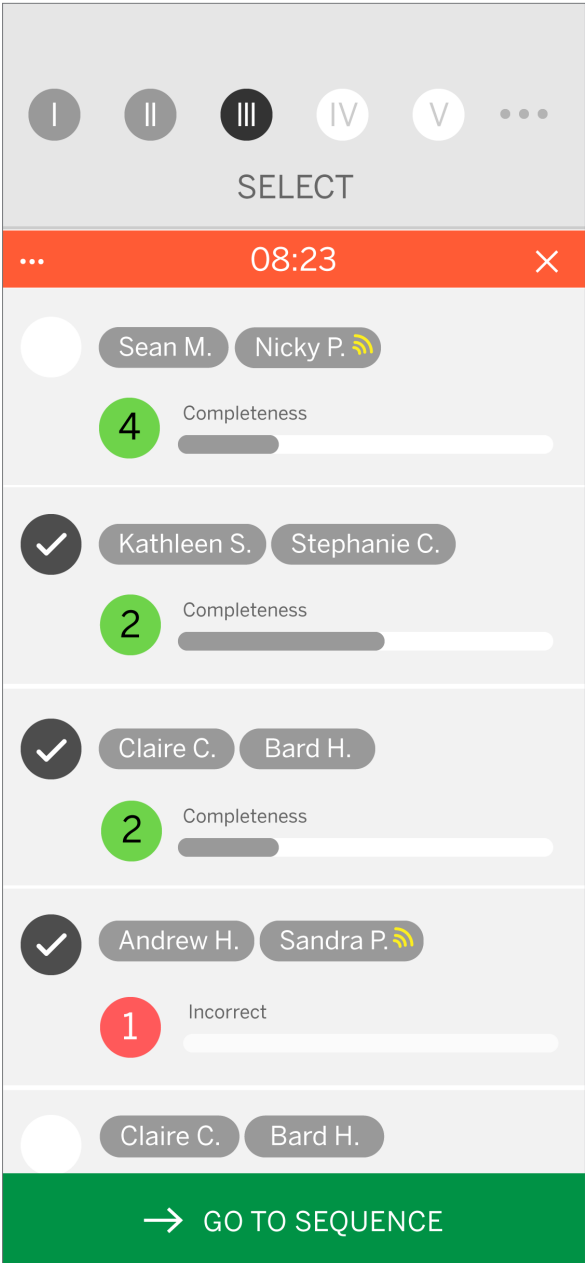 I II III IV V •••
SELECT
••• 08:23
Sean M. Nicky P.
4 Completeness
Kathleen S. Stephanie C.
2 Completeness
Claire C. Bard H.
2 Completeness
Andrew H. Sandra P.
1 Incorrect
Claire C. Bard H.
→ GO TO SEQUENCE